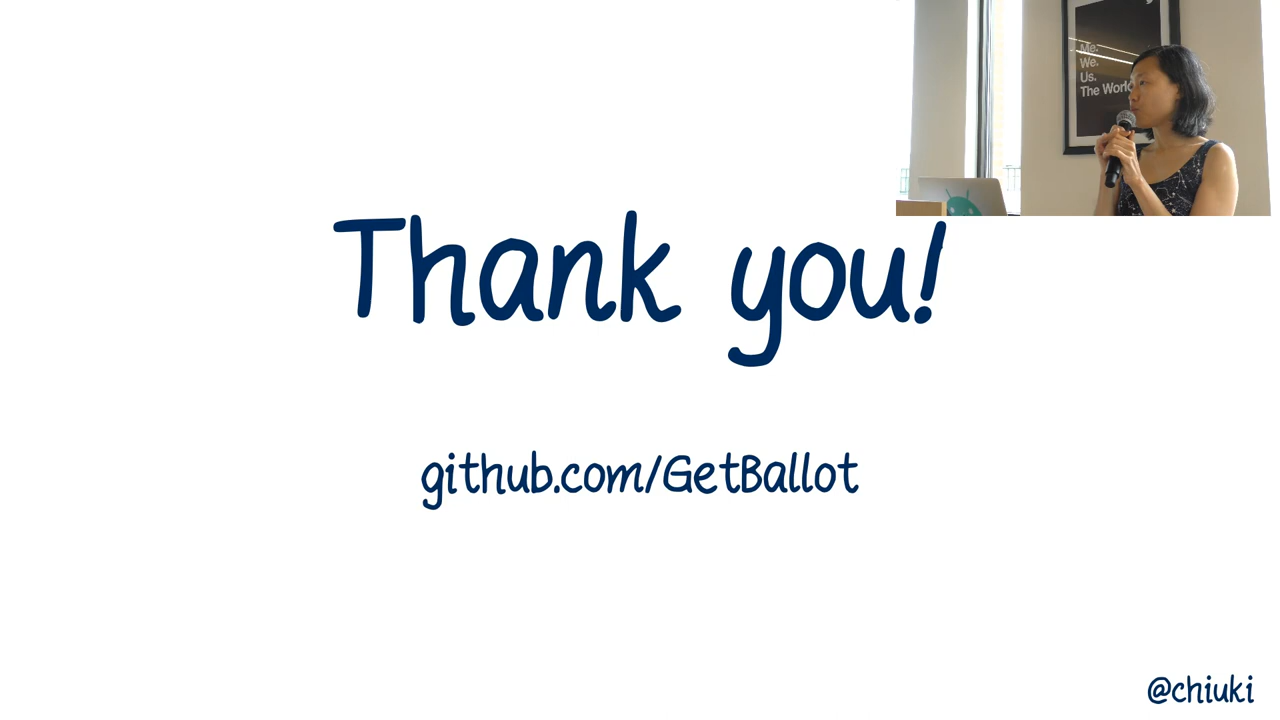 Me.
We.
Us.
The World
Thank you!
github.com/GetBallot
@chiuki